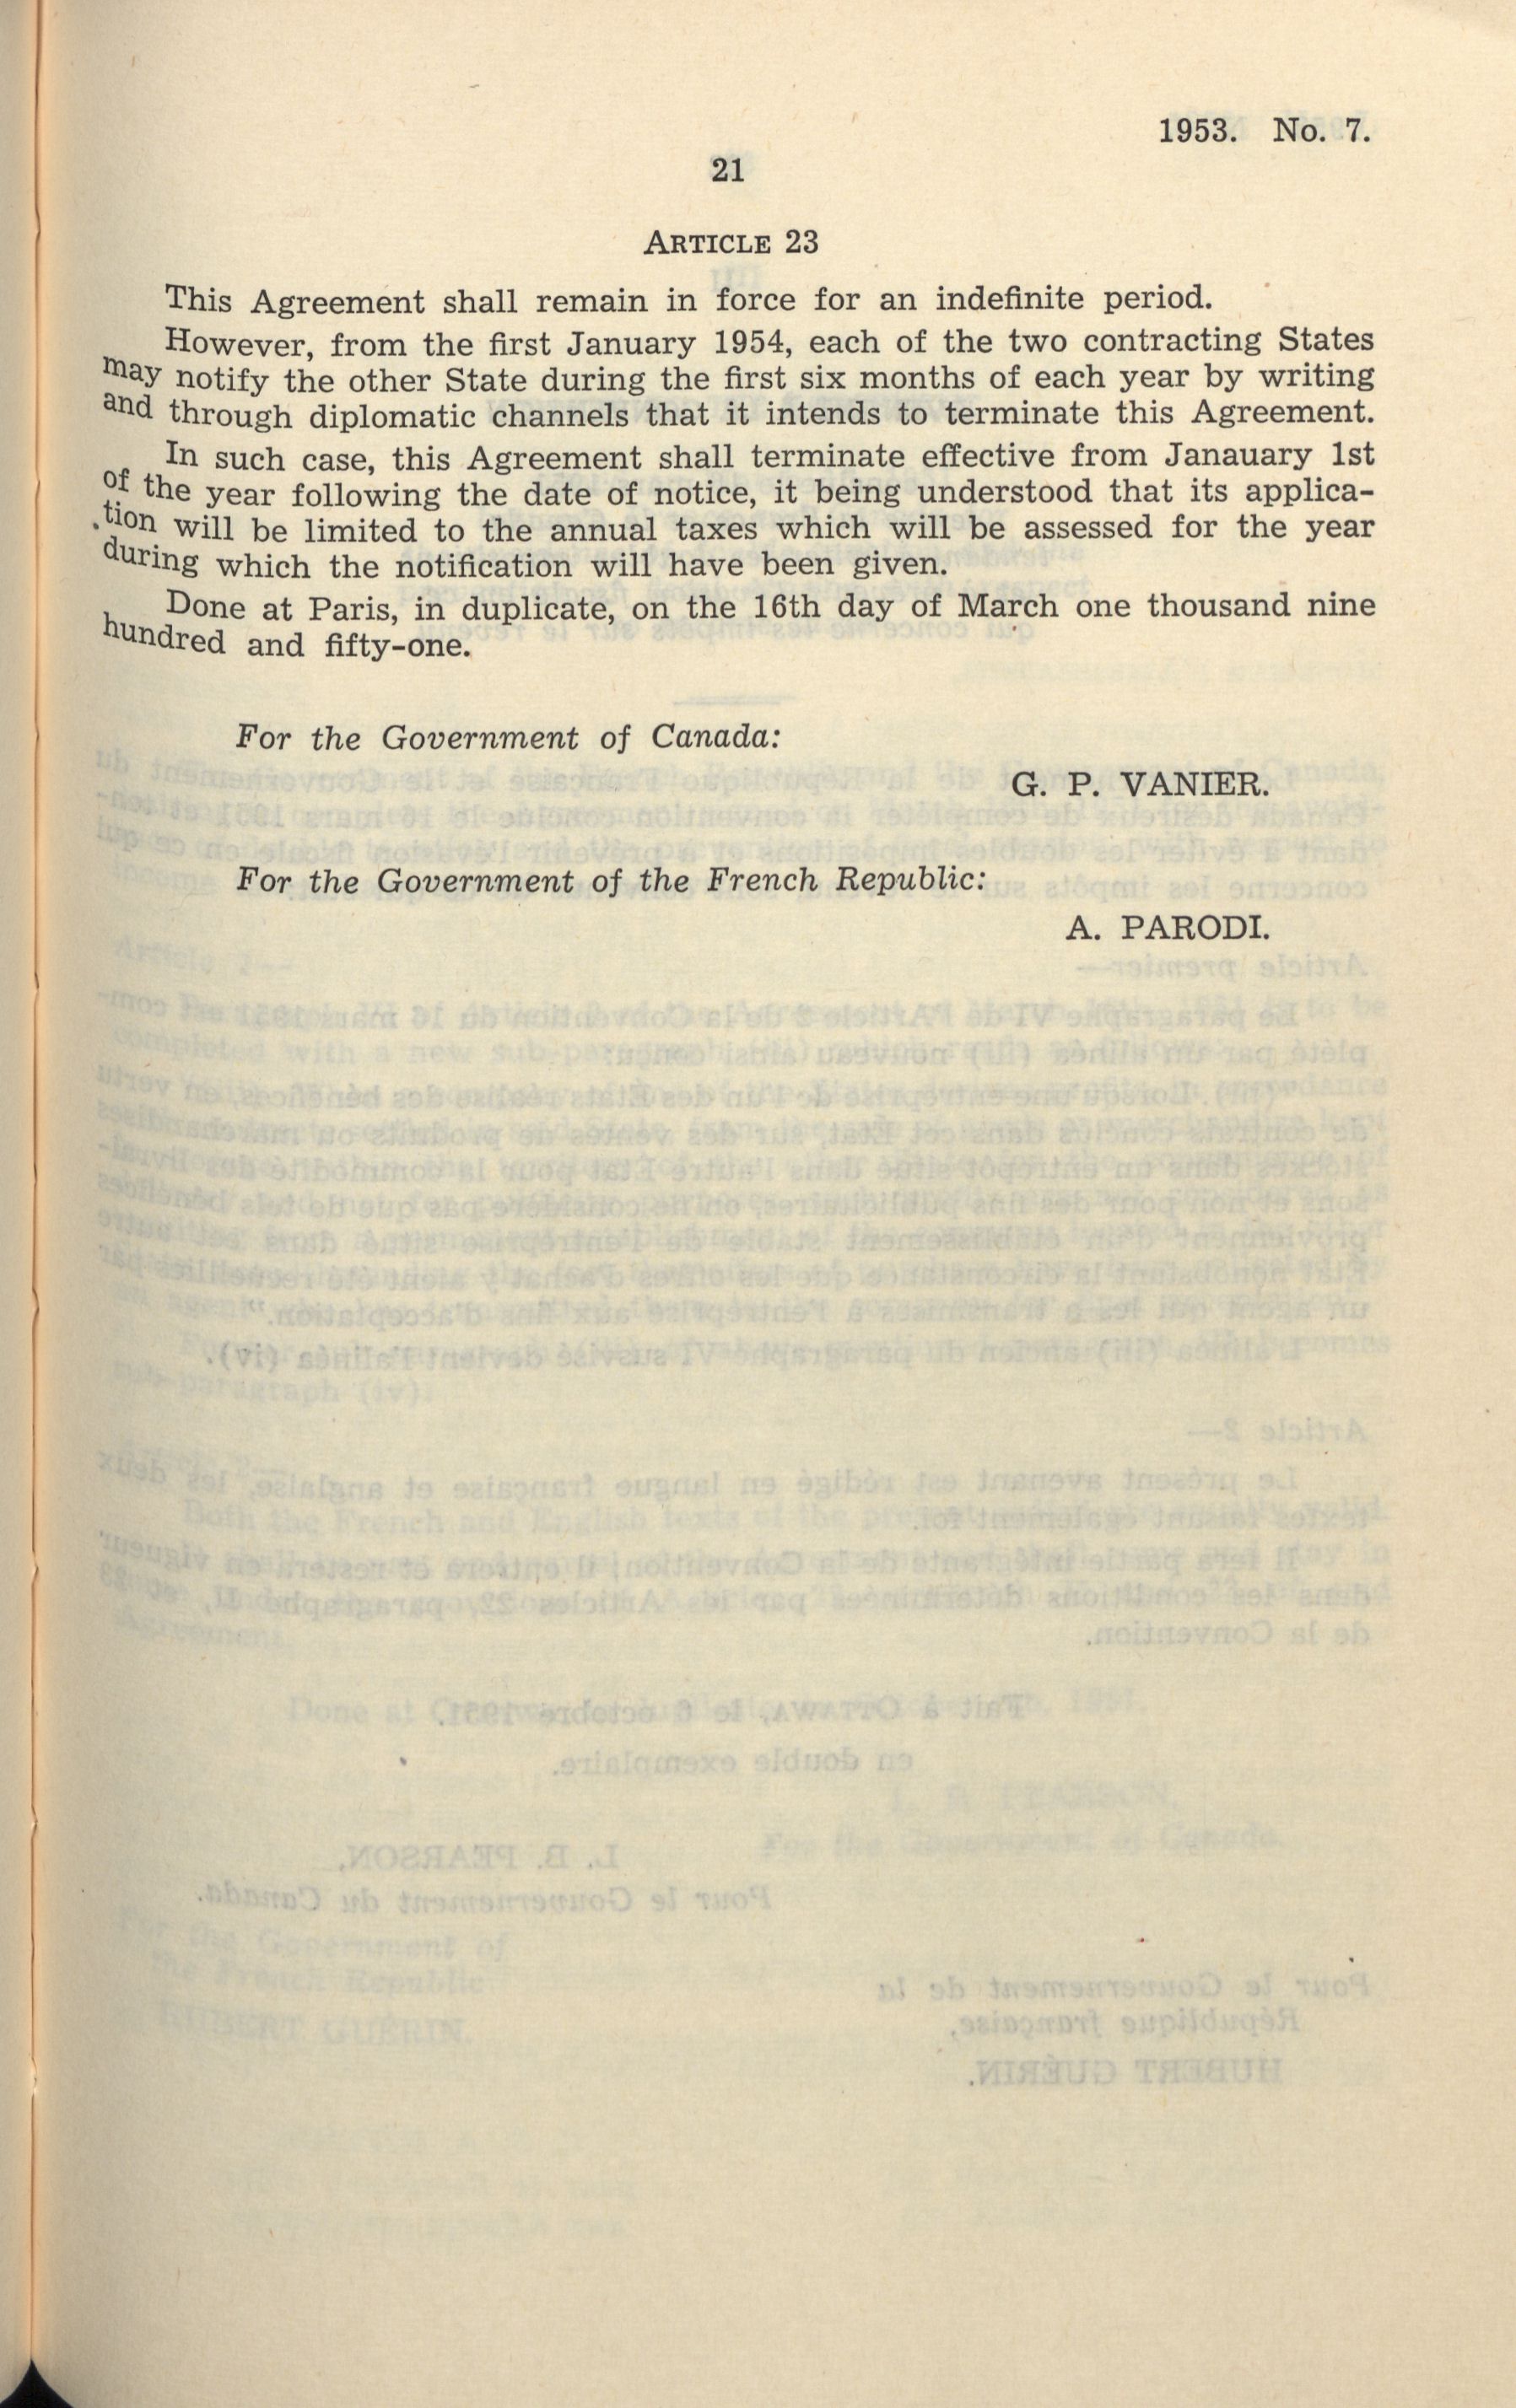 1953. No. 7.
21
ARTICLE 23
This Agreement shall remain in force for an indefinite period.
However, from the first January 1954, each of the two contracting States
may notify the other State during the first six months of each year by writing
and through diplomatic channels that it intends to terminate this Agreement.
In such case, this Agreement shall terminate effective from Janauary 1st
of the year following the date of notice, it being understood that its applica-
tion will be limited to the annual taxes which will be assessed for the year
during which the notification will have been given.
Done at Paris, in duplicate, on the 16th day of March one thousand nine
hundred and fifty-one.
For the Government of Canada:
G. P. VANIER.
For the Government of the French Republic:
A. PARODI.